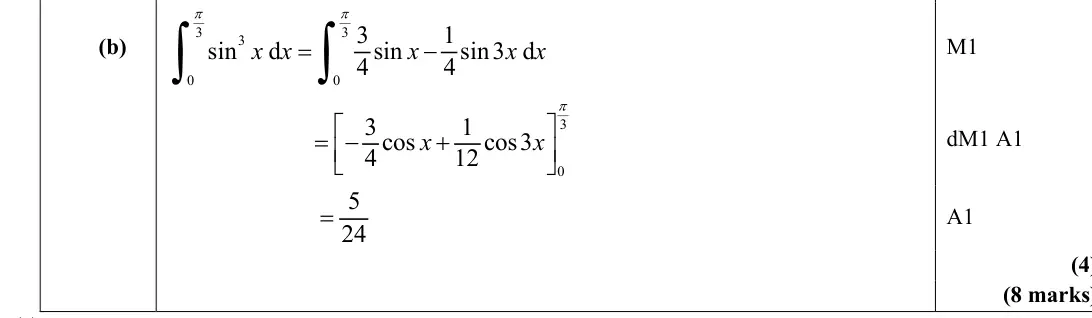 (b) ∫₀^(π/3) sin³ x dx = ∫₀^(π/3) 3/4 sin x − 1/4 sin 3x dx M1
= [−3/4 cos x + 1/12 cos 3x]₀^(π/3) dM1 A1
= 5/24 A1
(4)
(8 marks)